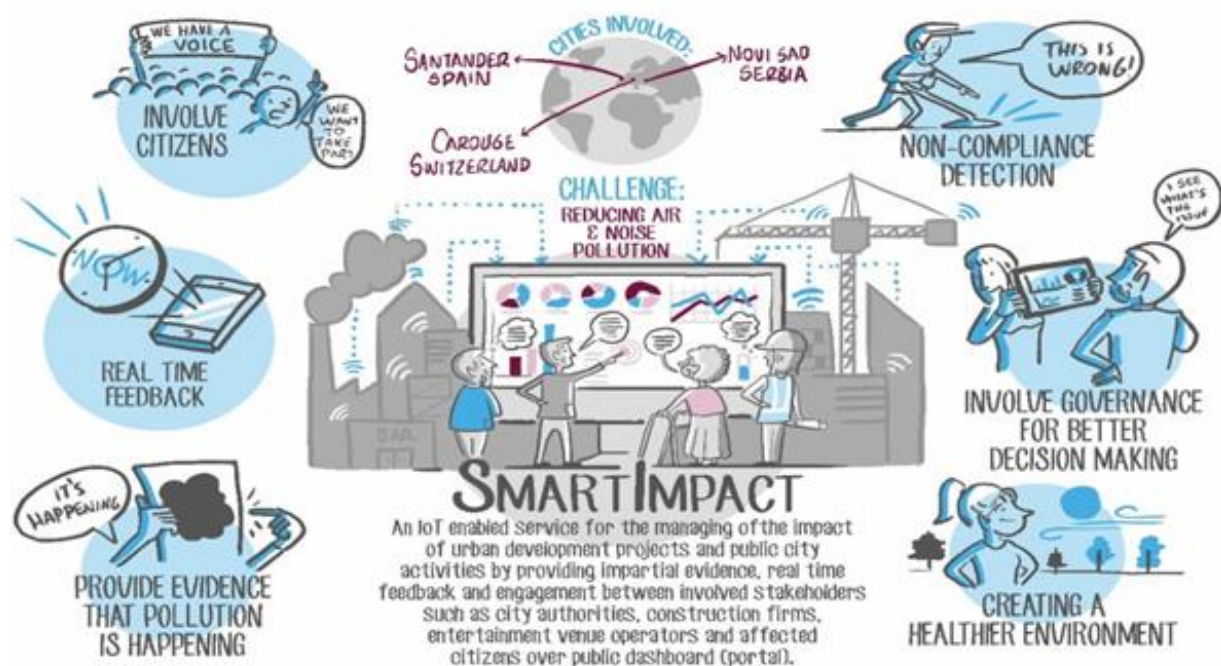 WE HAVE A
VOICE
INVOLVE
CITIZENS
WE
WANT
TO
TAKE
PART
CITIES INVOLVED:
SANTANDER
SPAIN
NOVI SAD
SERBIA
CAROUGE
SWITZERLAND
THIS IS
WRONG!
NON-COMPLIANCE
DETECTION
CHALLENGE:
REDUCING AIR
& NOISE
POLLUTION
NOW
REAL TIME
FEEDBACK
I SEE
WHAT'S
THE
ISSUE
INVOLVE GOVERNANCE
FOR BETTER
DECISION MAKING
BAR
IT'S
HAPPENING
PROVIDE EVIDENCE
THAT POLLUTION
IS HAPPENING
SMARTIMPACT
An IoT enabled service for the managing of the impact
of urban development projects and public city
activities by providing impartial evidence, real time
feedback and engagement between involved stakeholders
such as city authorities, construction firms,
entertainment venue operators and affected
citizens over public dashboard (portal).
CREATING A
HEALTHIER ENVIRONMENT